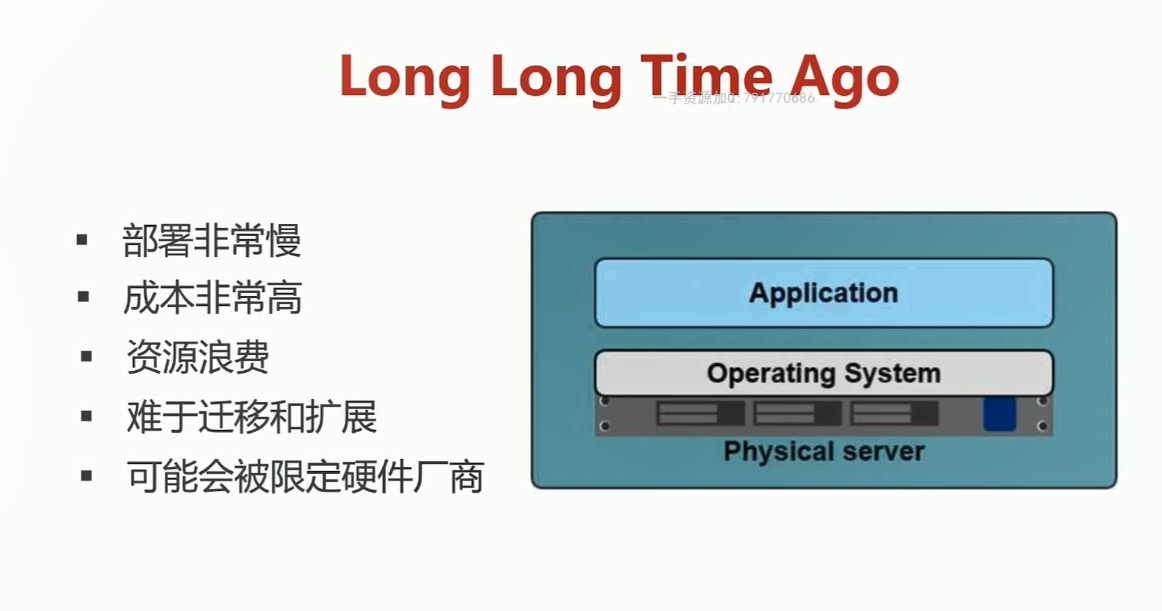 Long Long Time Ago
一手资源加Q:791770686
▪ 部署非常慢
▪ 成本非常高
▪ 资源浪费
▪ 难于迁移和扩展
▪ 可能会被限定硬件厂商
Application
Operating System
Physical server